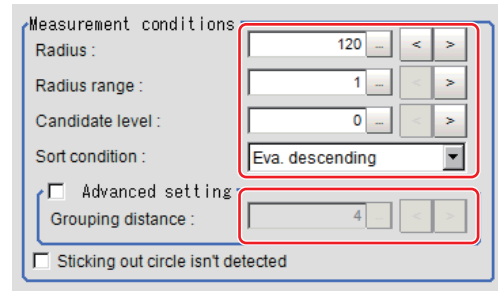 Measurement conditions
Radius : 120 ... < >
Radius range : 1 ... < >
Candidate level : 0 ... < >
Sort condition : Eva. descending
Advanced setting
Grouping distance : 4 ... < >
Sticking out circle isn't detected